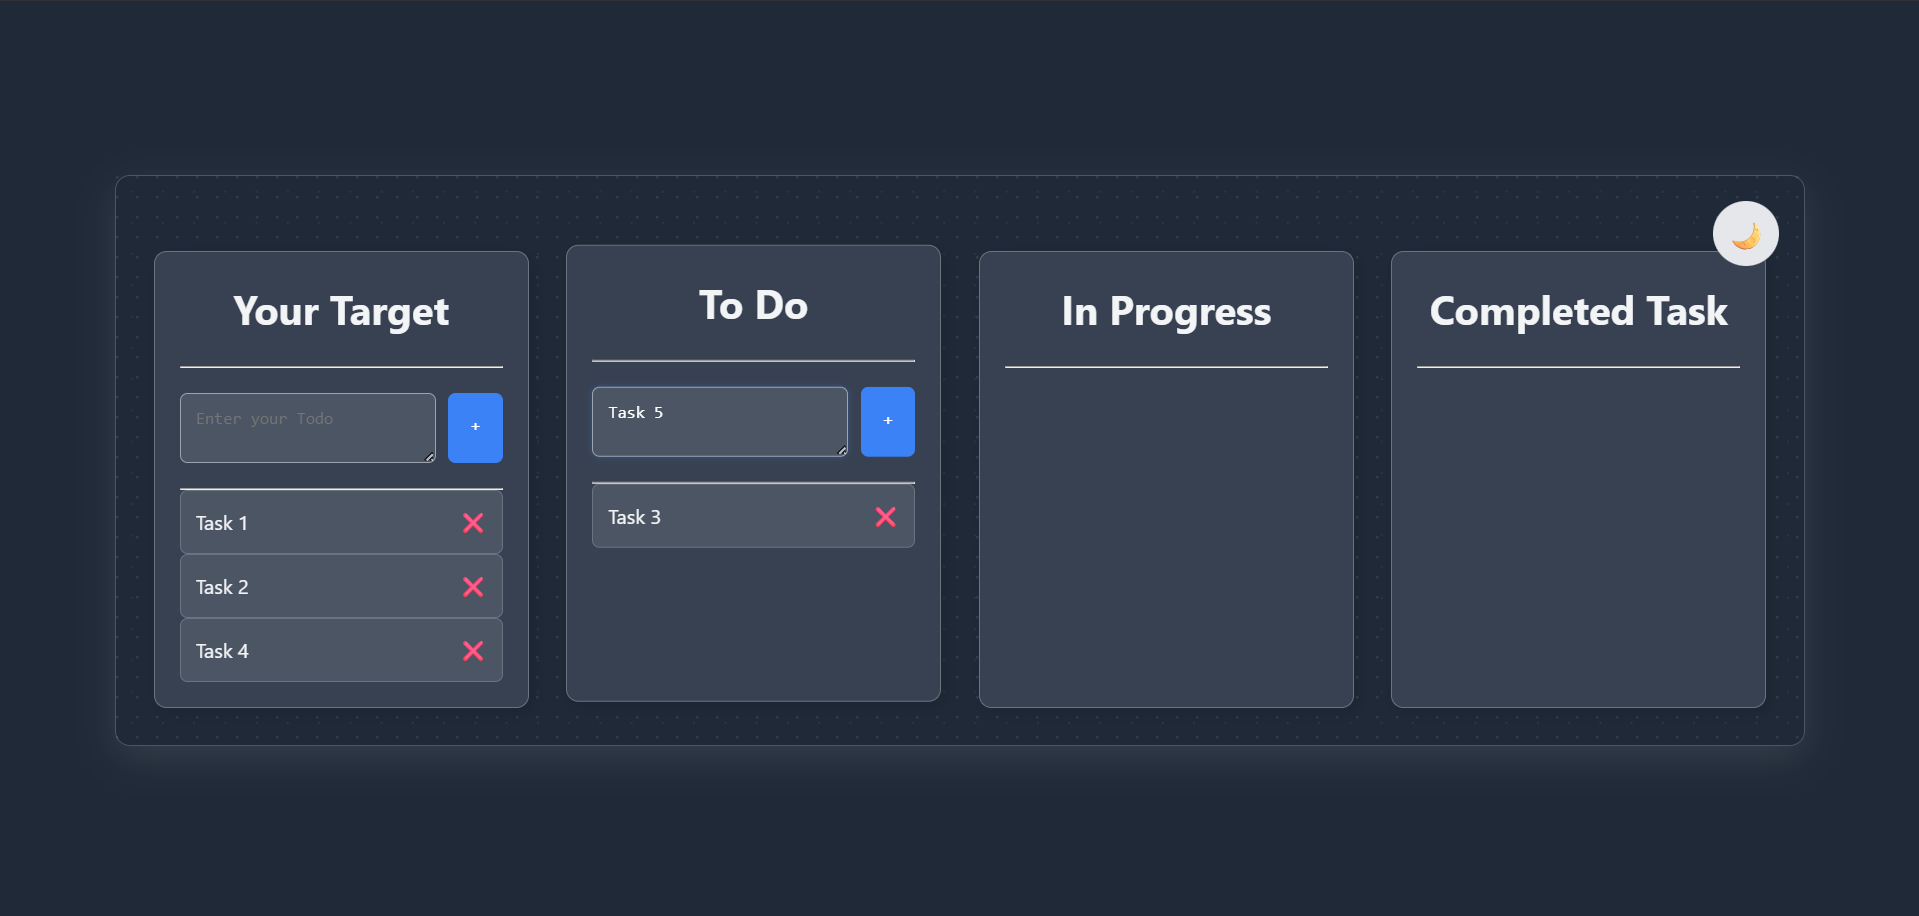 Your Target
Enter your Todo
+
Task 1
Task 2
Task 4
To Do
Task 5
+
Task 3
In Progress
Completed Task